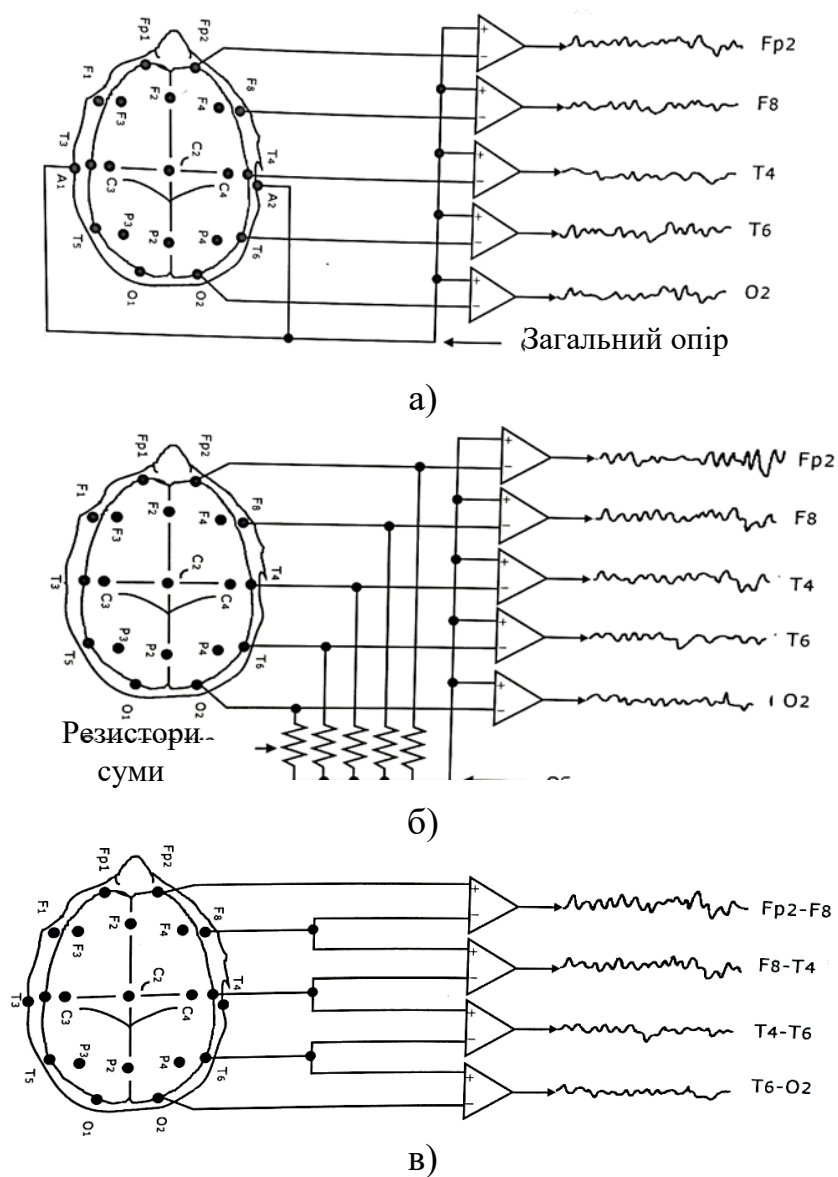 Fp1
Fp2
F1
F3
F2
F4
F8
T3
A1
C3
C2
C4
T4
A2
T5
P3
P2
P4
T6
O1
O2
+
−
+
−
+
−
+
−
+
−
Fp2
F8
T4
T6
O2
Загальний опір
а)
Fp1
Fp2
F1
F3
F2
F4
F8
T3
C3
C2
C4
T4
T5
P3
P2
P4
T6
O1
O2
+
−
+
−
+
−
+
−
+
−
Fp2
F8
T4
T6
O2
Резистори
суми
б)
Fp1
Fp2
F1
F3
F2
F4
F8
T3
C3
C2
C4
T4
T5
P3
P2
P4
T6
O1
O2
+
−
+
−
+
−
+
−
Fp2-F8
F8-T4
T4-T6
T6-O2
в)